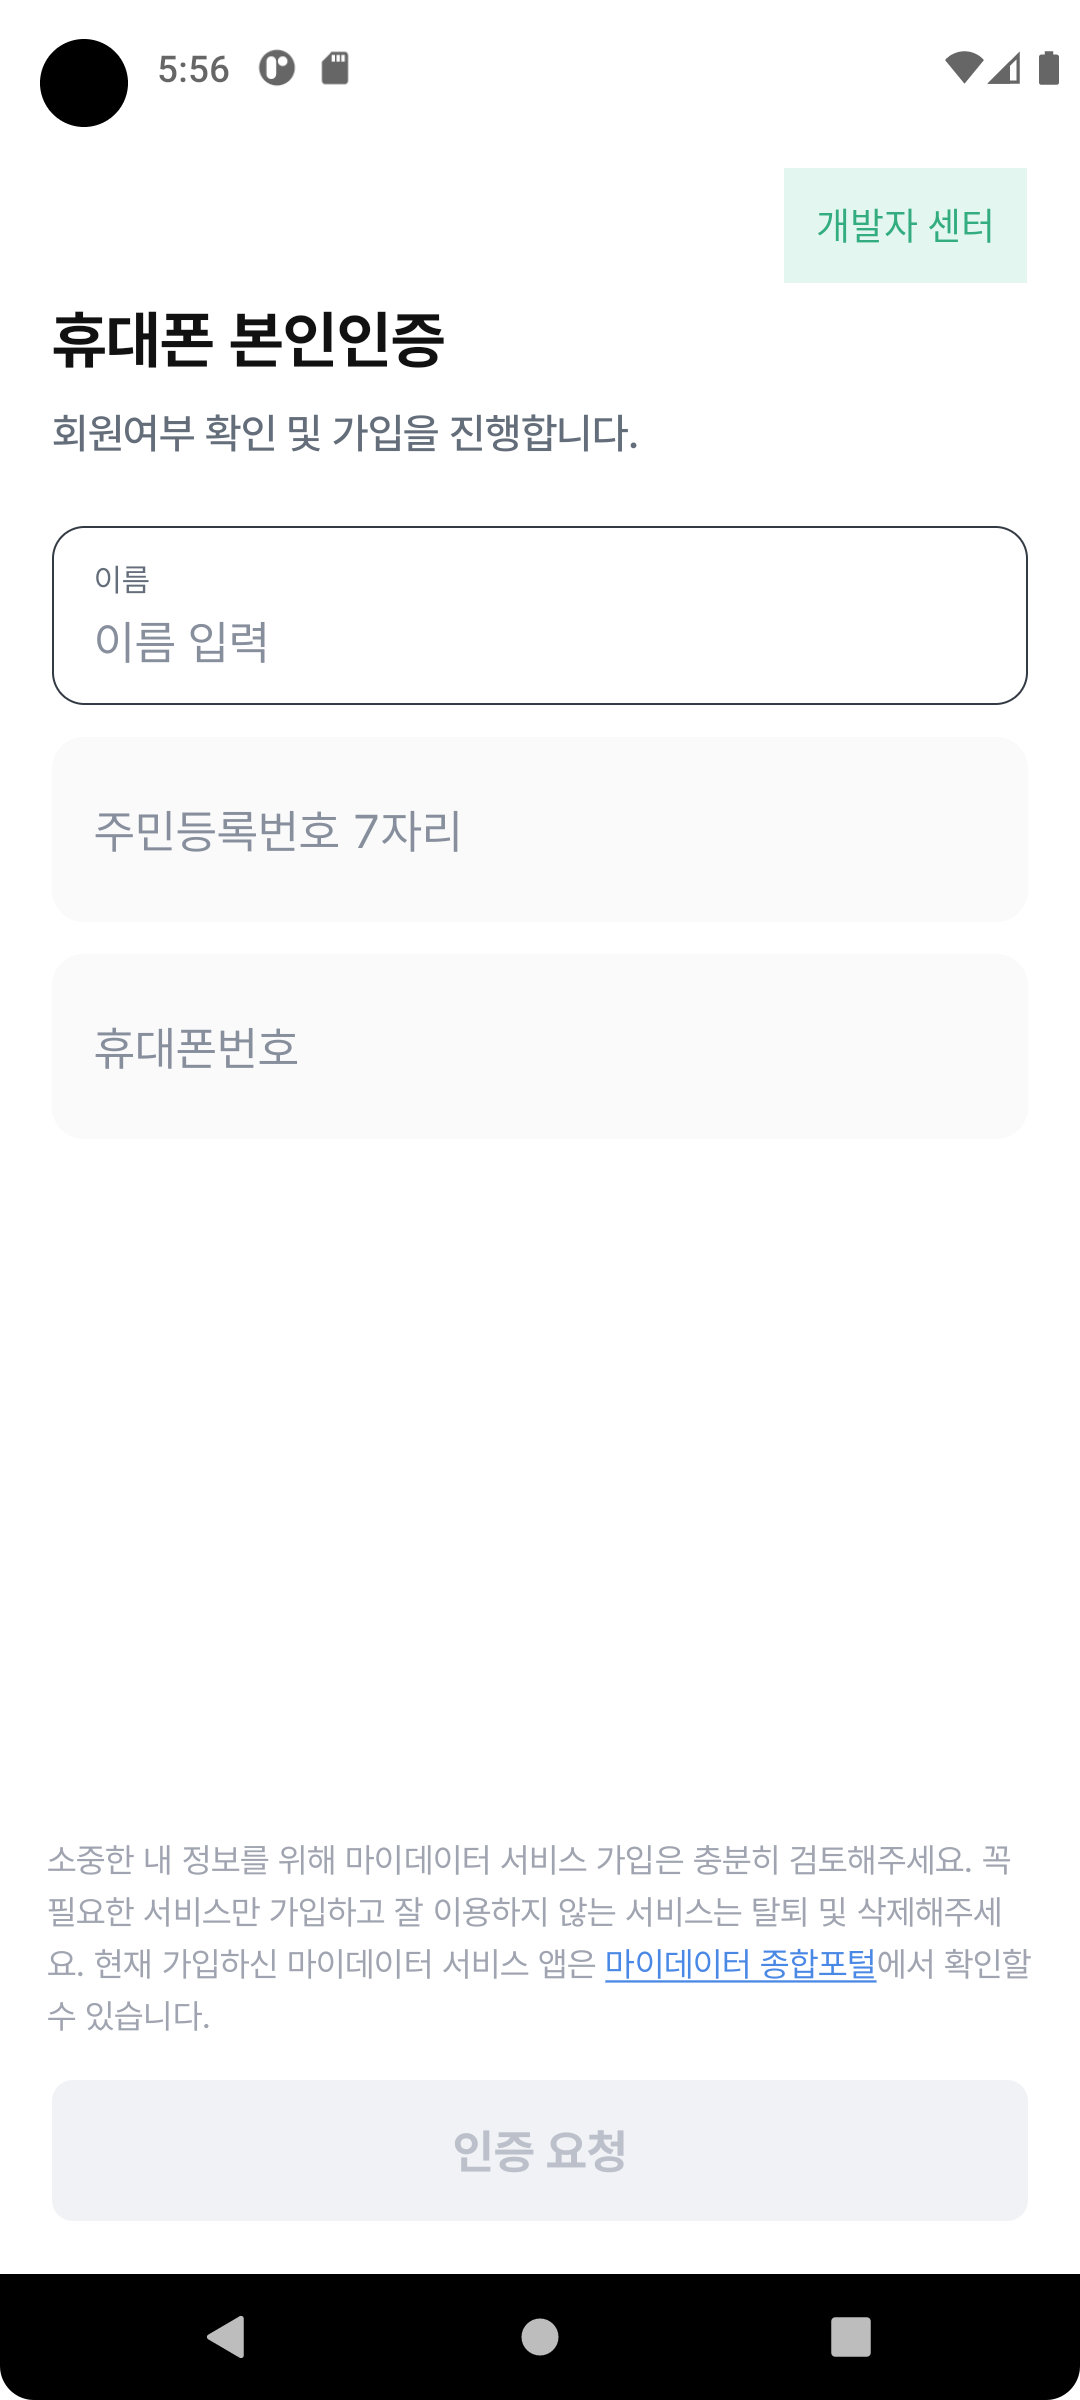 5:56
개발자 센터
휴대폰 본인인증
회원여부 확인 및 가입을 진행합니다.
이름
이름 입력
주민등록번호 7자리
휴대폰번호
소중한 내 정보를 위해 마이데이터 서비스 가입은 충분히 검토해주세요. 꼭
필요한 서비스만 가입하고 잘 이용하지 않는 서비스는 탈퇴 및 삭제해주세
요. 현재 가입하신 마이데이터 서비스 앱은 마이데이터 종합포털에서 확인할
수 있습니다.
인증 요청